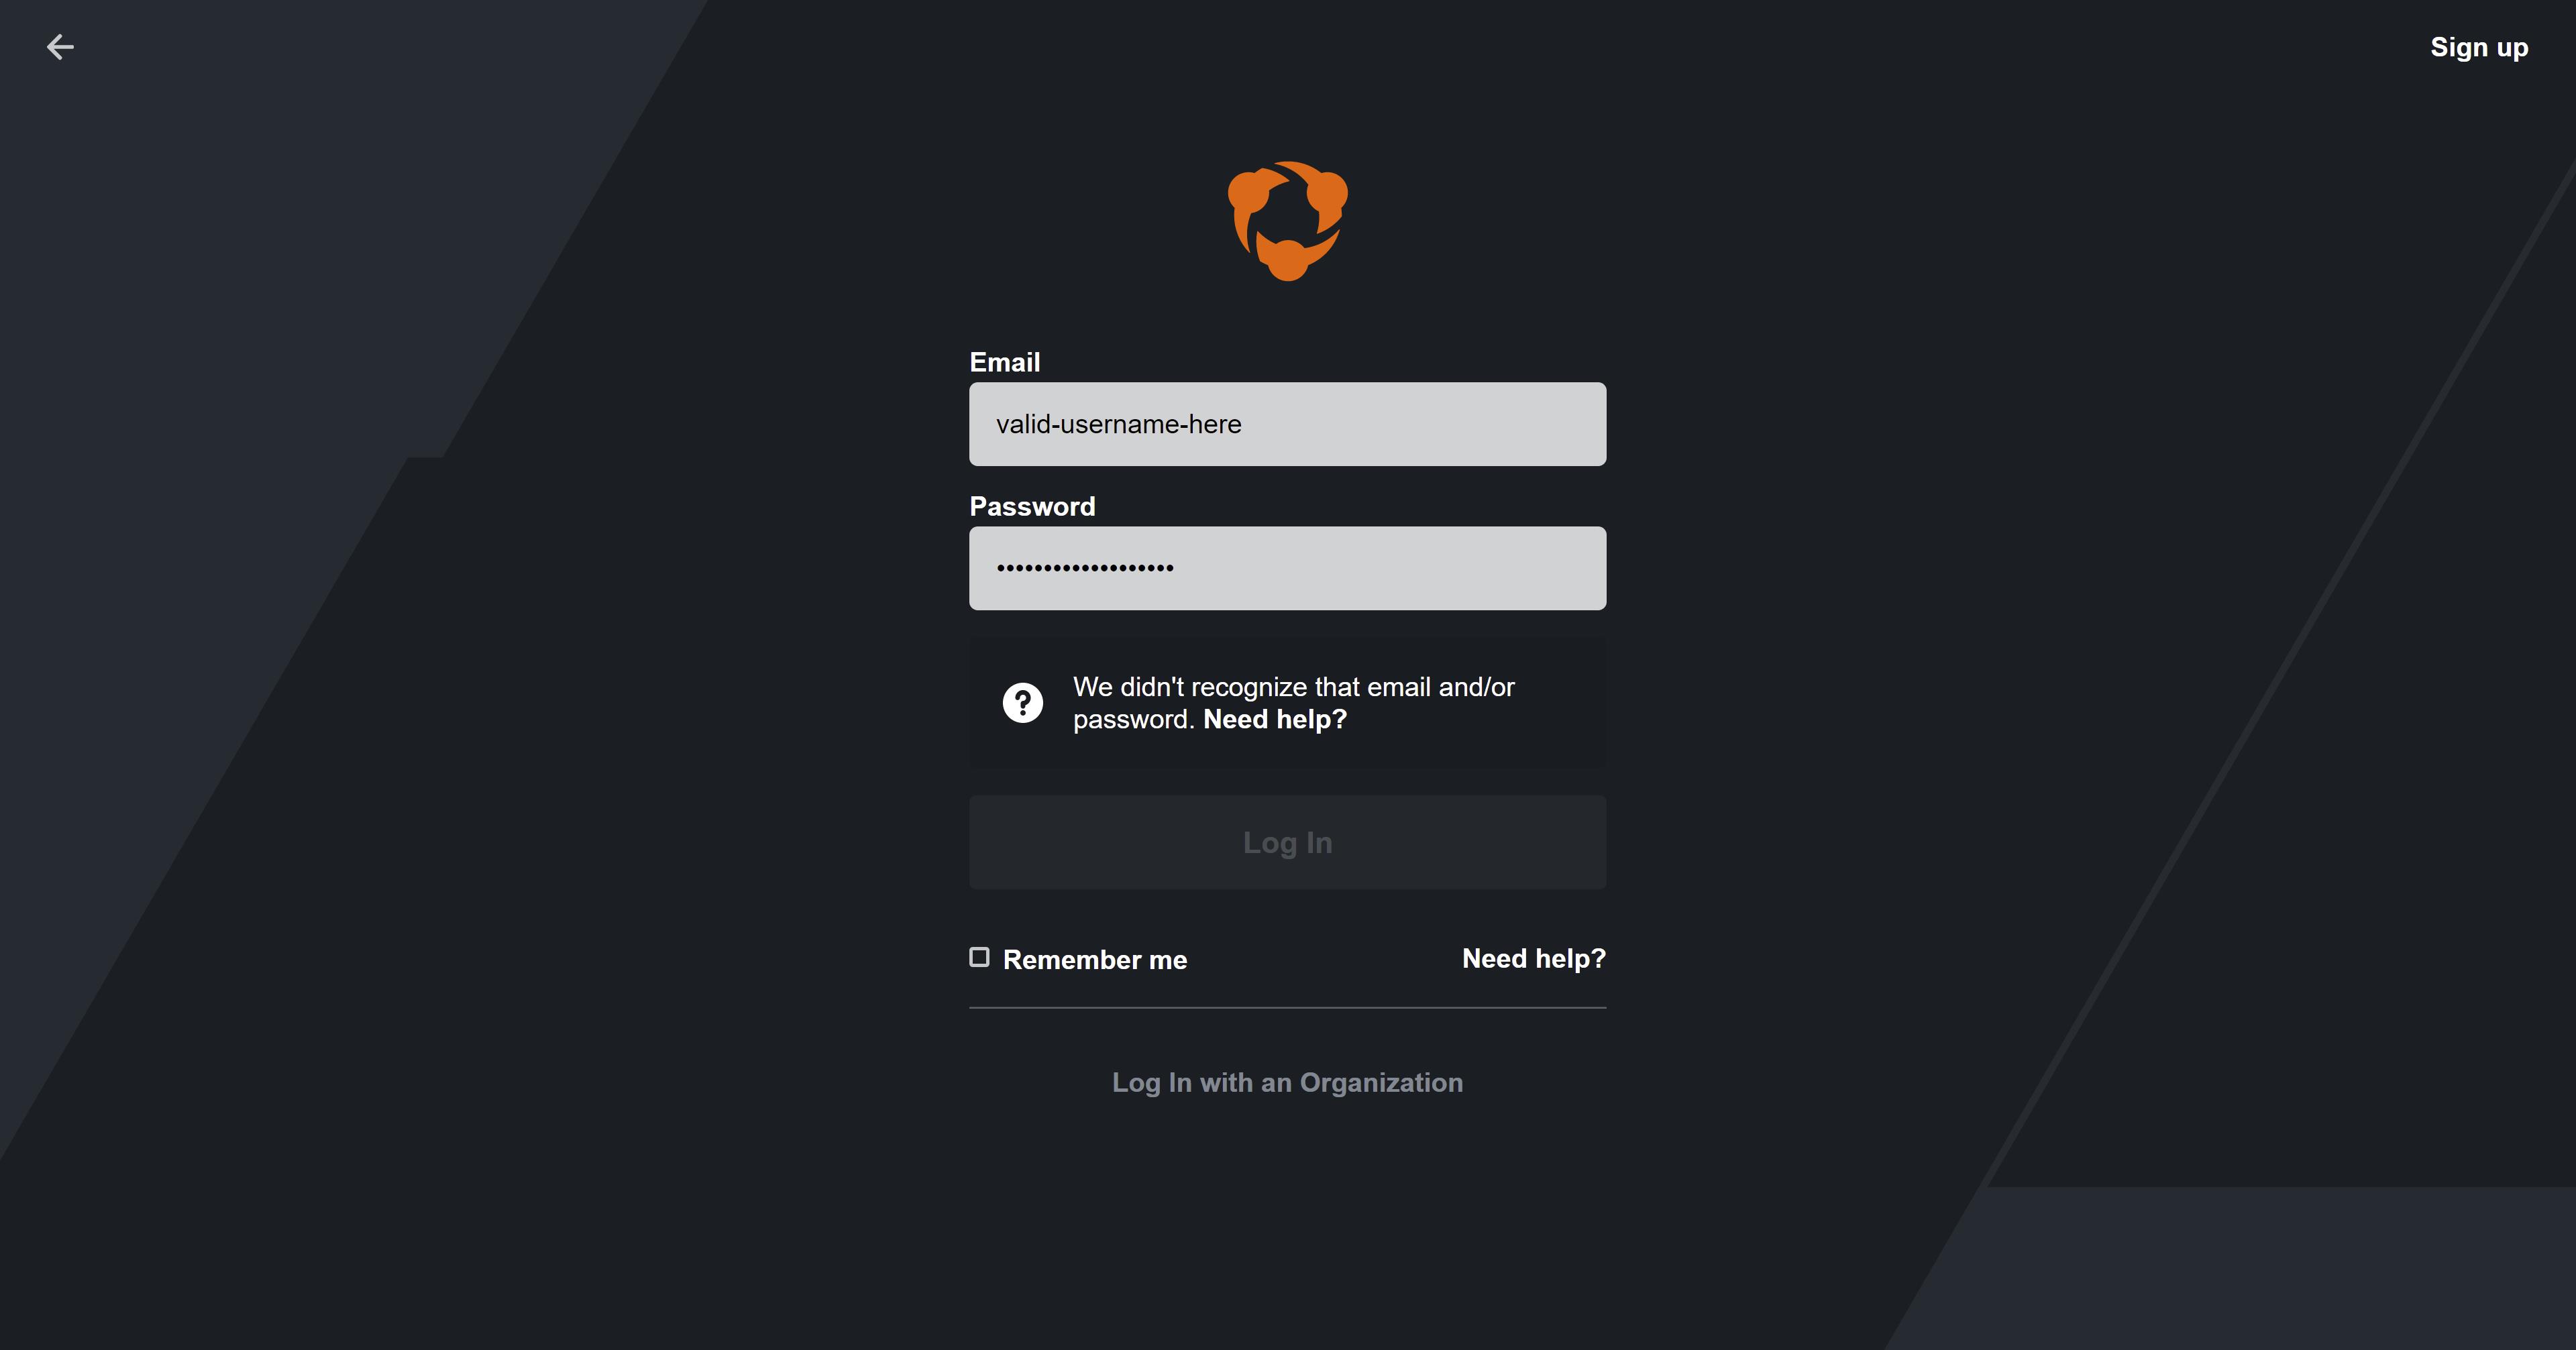 Sign up
Email
valid-username-here
Password
•••••••••••••••••••
We didn't recognize that email and/or
password. Need help?
Log In
Remember me
Need help?
Log In with an Organization